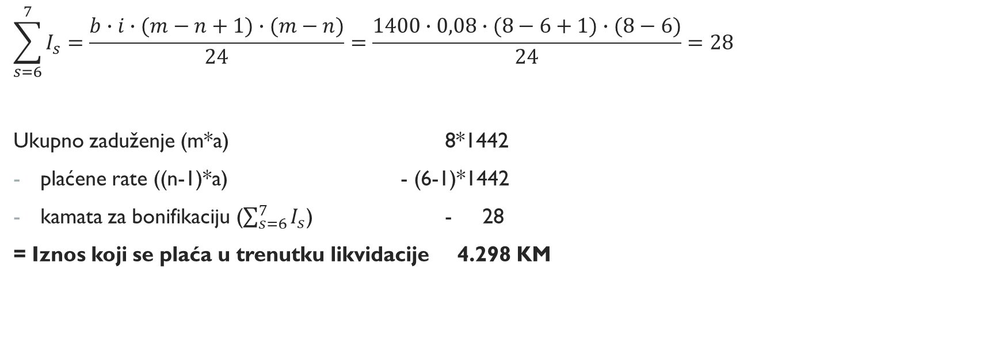 \sum_{s=6}^{7} I_s = \frac{b \cdot i \cdot (m - n + 1) \cdot (m - n)}{24} = \frac{1400 \cdot 0,08 \cdot (8 - 6 + 1) \cdot (8 - 6)}{24} = 28
Ukupno zaduženje (m*a) 8*1442
- plaćene rate ((n-1)*a) - (6-1)*1442
- kamata za bonifikaciju (\sum_{s=6}^{7} I_s) - 28
= Iznos koji se plaća u trenutku likvidacije 4.298 KM